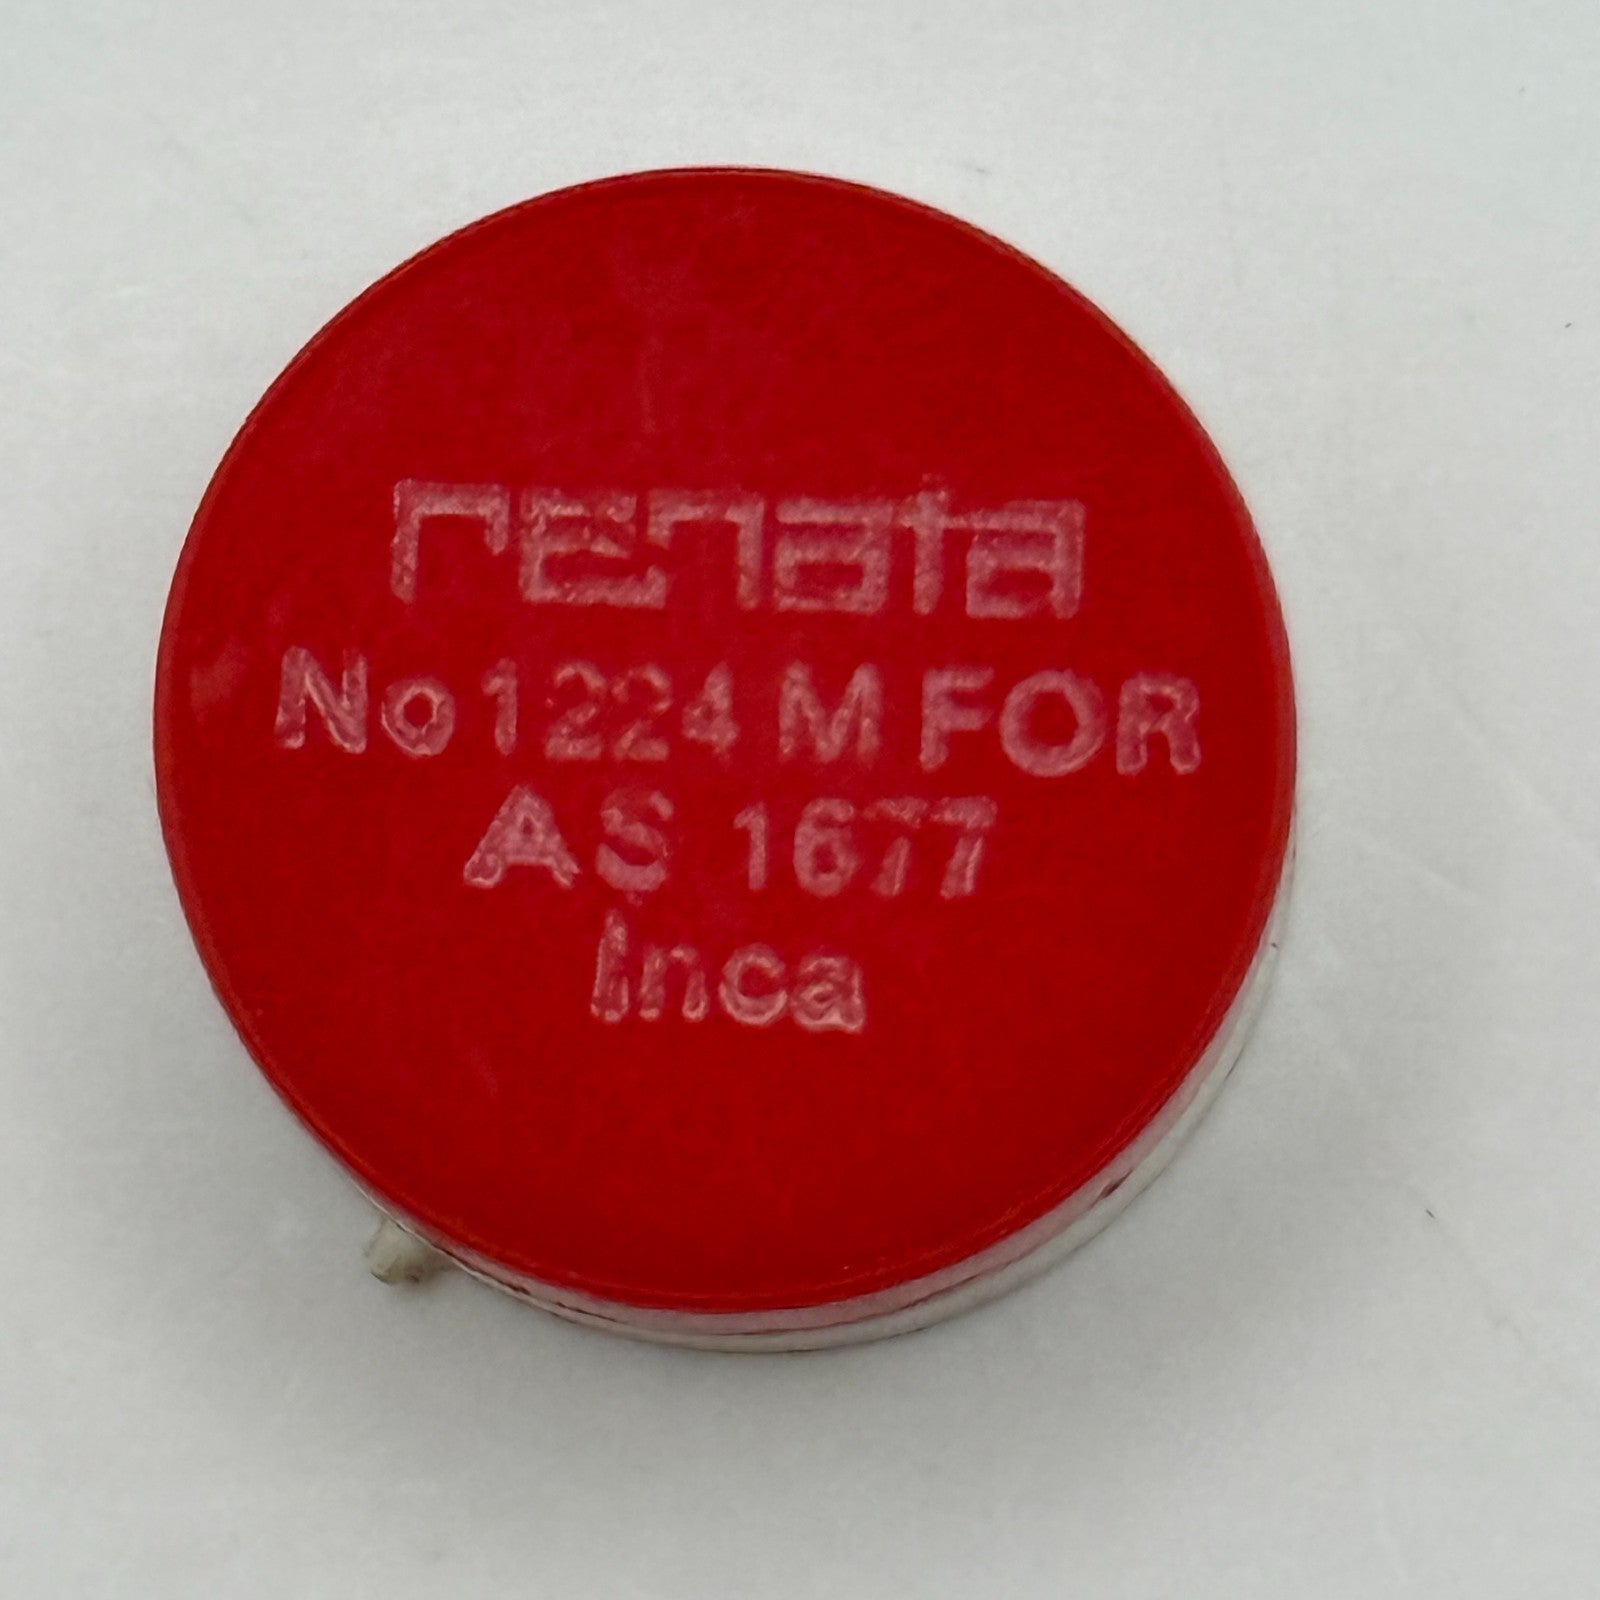 renata
No 1224 M FOR
AS 1677
Inca